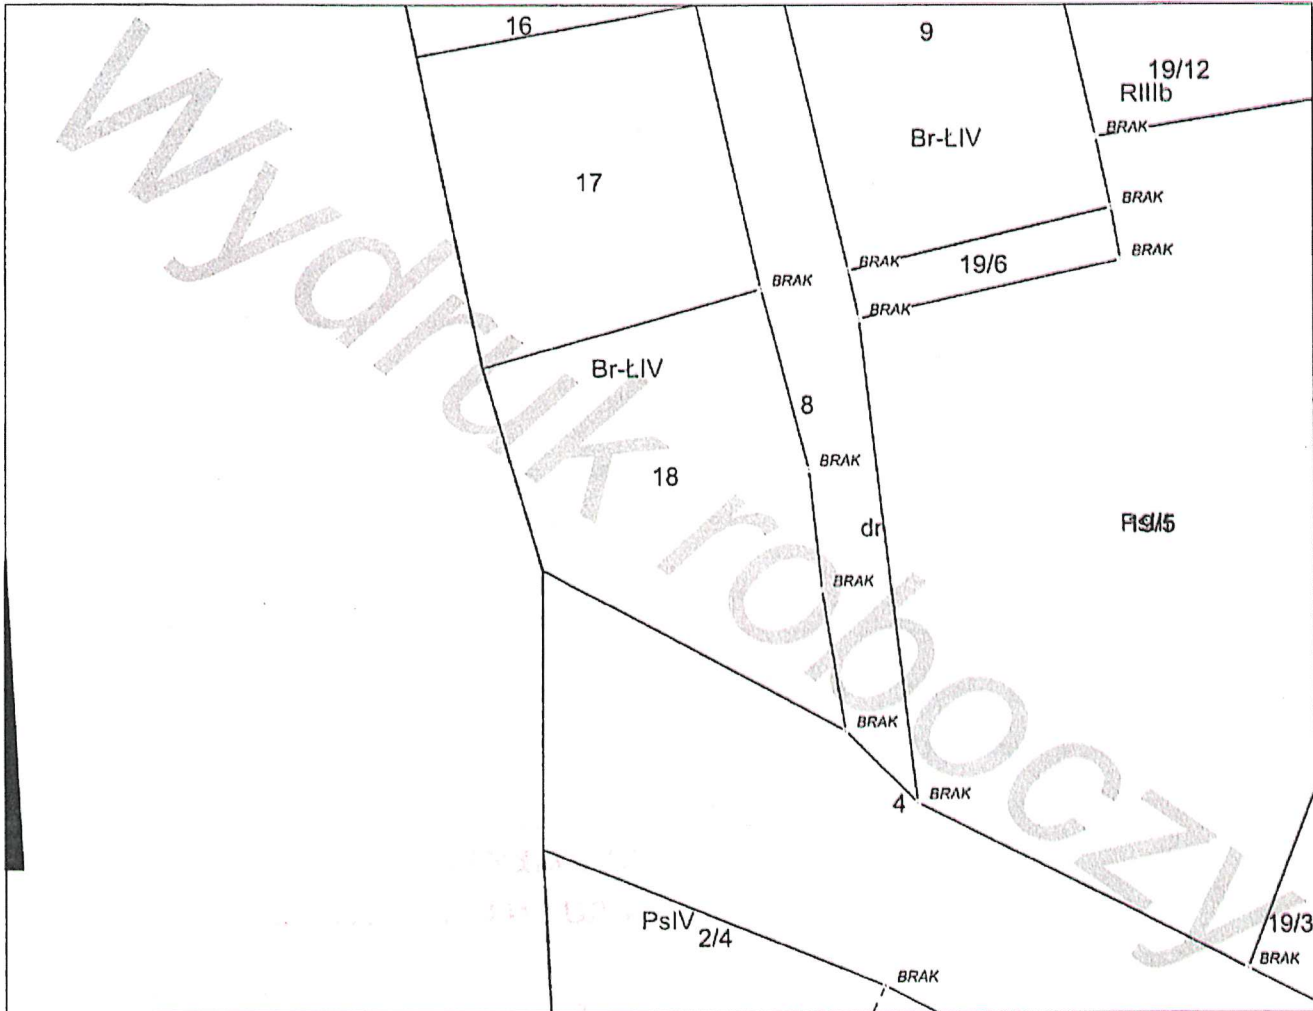 16
9
19/12
RIIIb
BRAK
Br-ŁIV
17
BRAK
BRAK
BRAK
19/6
BRAK
BRAK
Br-ŁIV
8
BRAK
18
dr
BRAK
BRAK
BRAK
4
PsIV
2/4
19/3
BRAK
BRAK
Wydruk roboczy